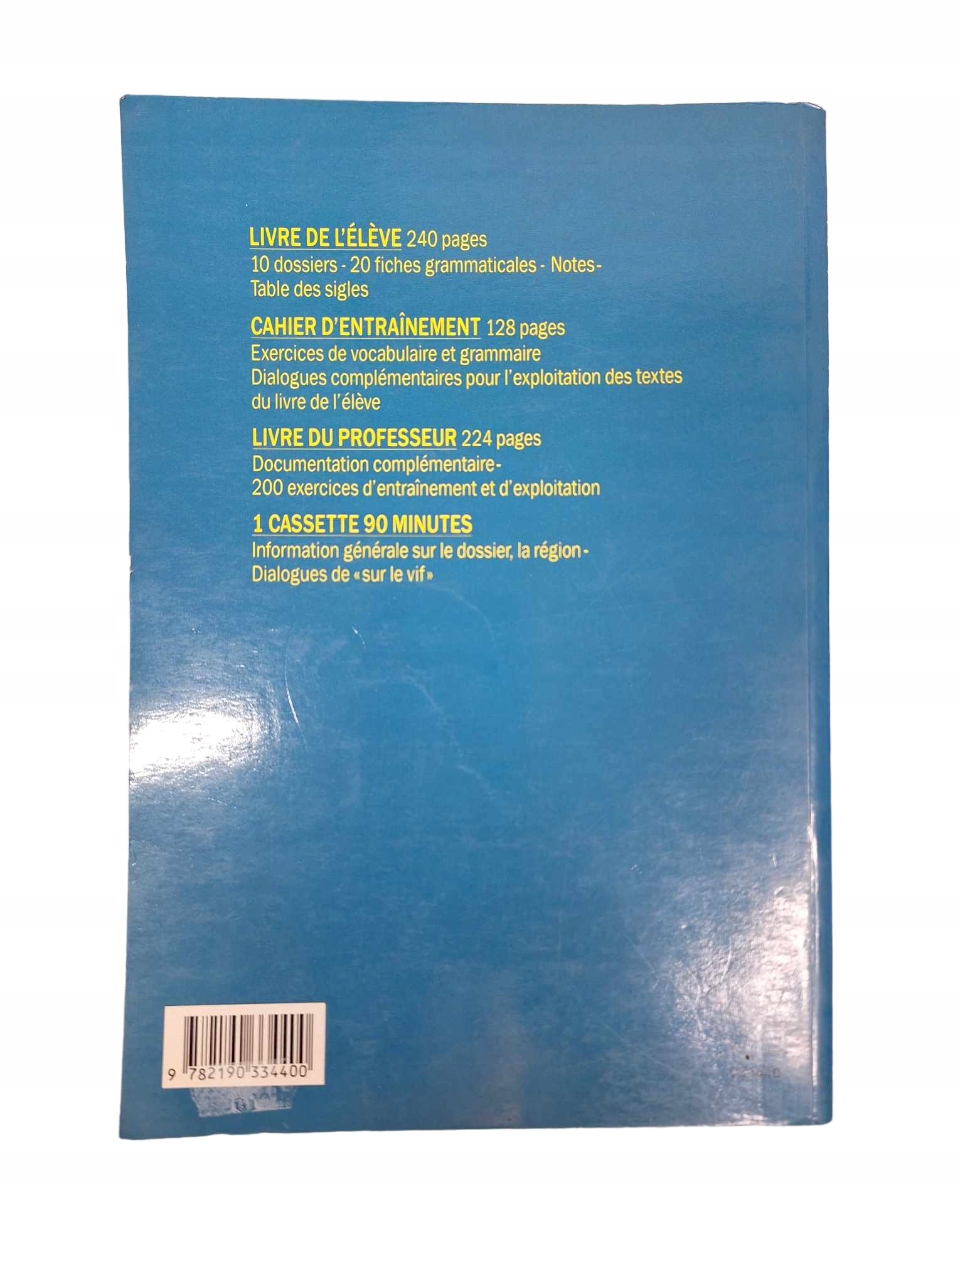 LIVRE DE L'ÉLÈVE 240 pages
10 dossiers - 20 fiches grammaticales - Notes -
Table des sigles
CAHIER D'ENTRAÎNEMENT 128 pages
Exercices de vocabulaire et grammaire
Dialogues complémentaires pour l'exploitation des textes
du livre de l'élève
LIVRE DU PROFESSEUR 224 pages
Documentation complémentaire -
200 exercices d'entraînement et d'exploitation
1 CASSETTE 90 MINUTES
Information générale sur le dossier, la région -
Dialogues de «sur le vif»
9 782190 334400